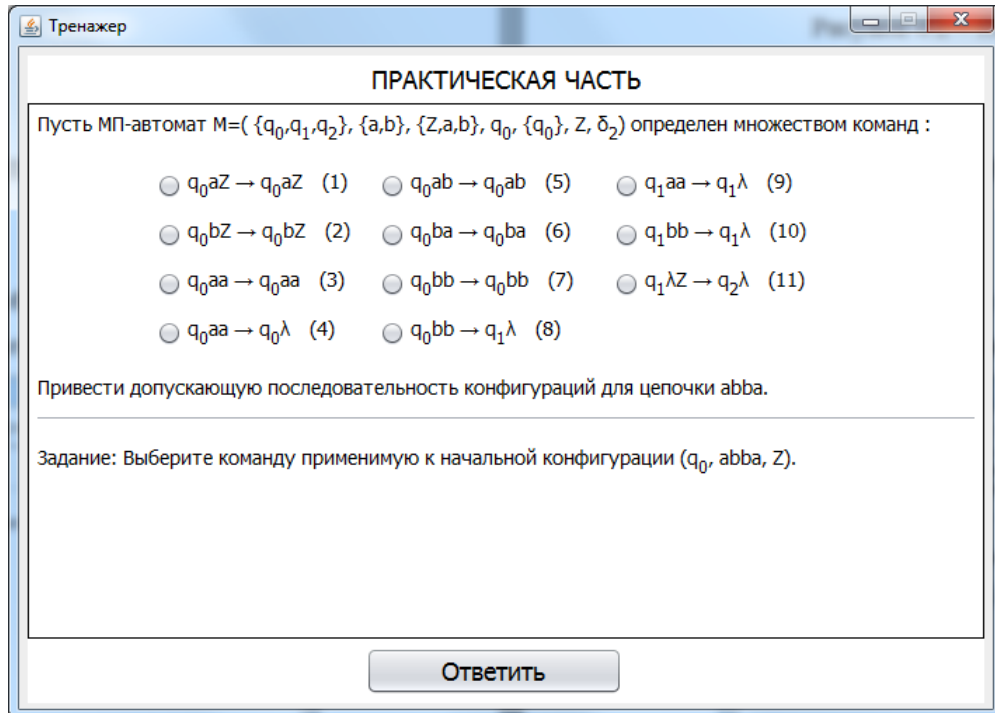 Тренажер
ПРАКТИЧЕСКАЯ ЧАСТЬ
Пусть МП-автомат M=( {q₀,q₁,q₂}, {a,b}, {Z,a,b}, q₀, {q₀}, Z, δ₂) определен множеством команд :
q₀aZ → q₀aZ (1) q₀ab → q₀ab (5) q₁aa → q₁λ (9)
q₀bZ → q₀bZ (2) q₀ba → q₀ba (6) q₁bb → q₁λ (10)
q₀aa → q₀aa (3) q₀bb → q₀bb (7) q₁λZ → q₂λ (11)
q₀aa → q₀λ (4) q₀bb → q₁λ (8)
Привести допускающую последовательность конфигураций для цепочки abba.
Задание: Выберите команду применимую к начальной конфигурации (q₀, abba, Z).
Ответить